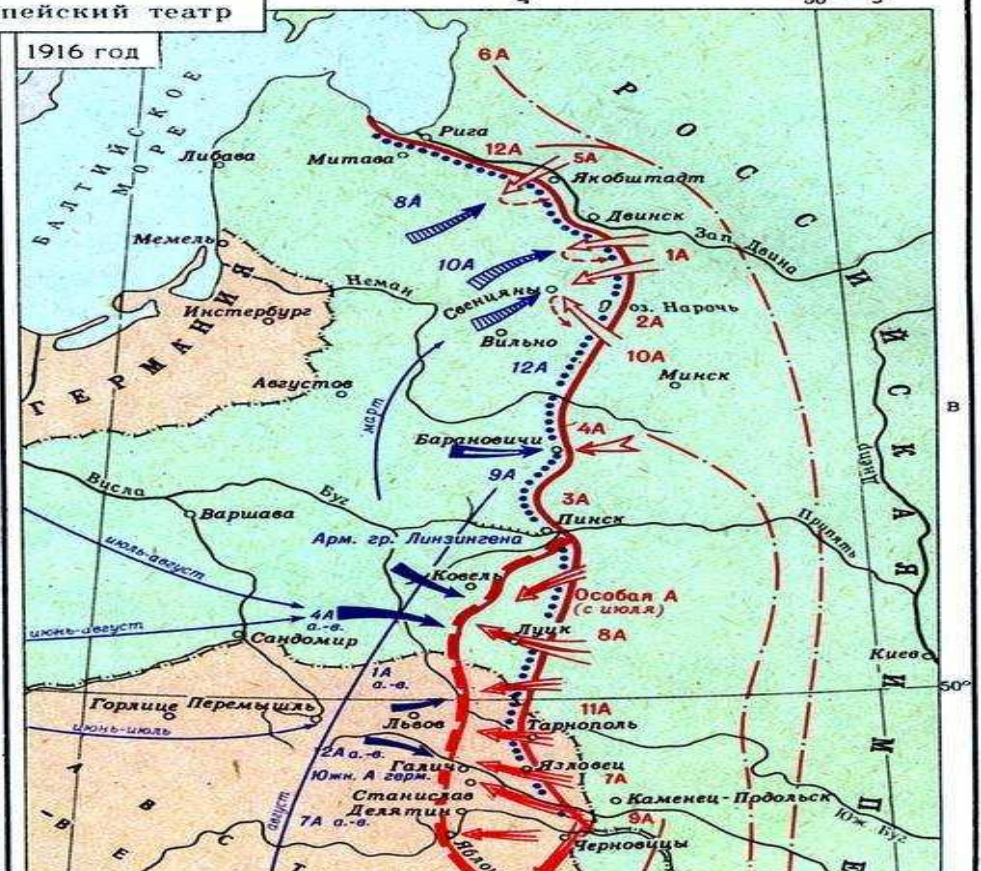 пейский театр
1916 год
БАЛТИЙСКОЕ
МОРЕ
РОССИЙСКАЯ ИМПЕ
6А
Рига
Митава
Либава
12А
5А
Якобштадт
8А
Двинск
Зап. Двина
Мемель
10А
1А
Неман
Свенцяны
оз. Нарочь
Инстербург
2А
Вильно
ГЕРМАНИЯ
12А
10А
Минск
Августов
март
4А
Барановичи
В
9А
Днепр
Висла
Буг
3А
Варшава
Пинск
Припять
Арм. гр. Линзингена
июль-август
Ковель
Особая А
(с июля)
4А
а.-в.
июнь-август
Сандомир
Луцк
8А
Киев
1А
а.-в.
50°
Горлице
Перемышль
11А
июнь-июль
Львов
Тарнополь
12А а.-в.
Галич
Язловец
Южн. А герм.
7А
Станислав
Каменец-Подольск
Делятин
Юж. Буг
август
7А а.-в.
9А
Черновицы
А
-В
Е
В
С
Т